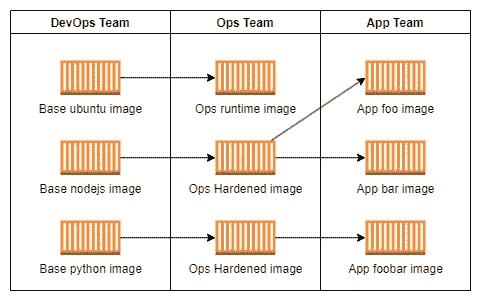 DevOps Team Ops Team App Team
Base ubuntu image Ops runtime image App foo image
Base nodejs image Ops Hardened image App bar image
Base python image Ops Hardened image App foobar image